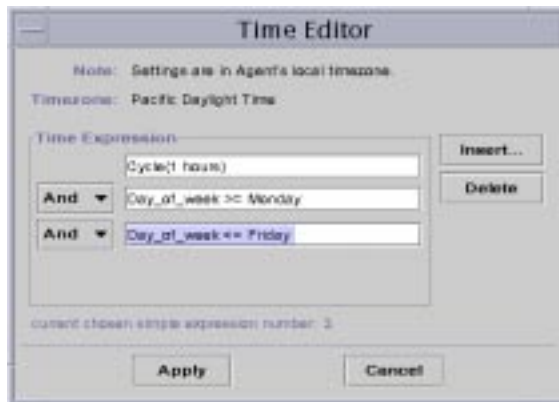 Time Editor
Note: Settings are in Agent's local timezone.
Timezone: Pacific Daylight Time
Time Expression
Cycle(1 hours)
Insert...
And Day_of_week >= Monday
Delete
And Day_of_week <= Friday
current chosen simple expression number: 3
Apply Cancel